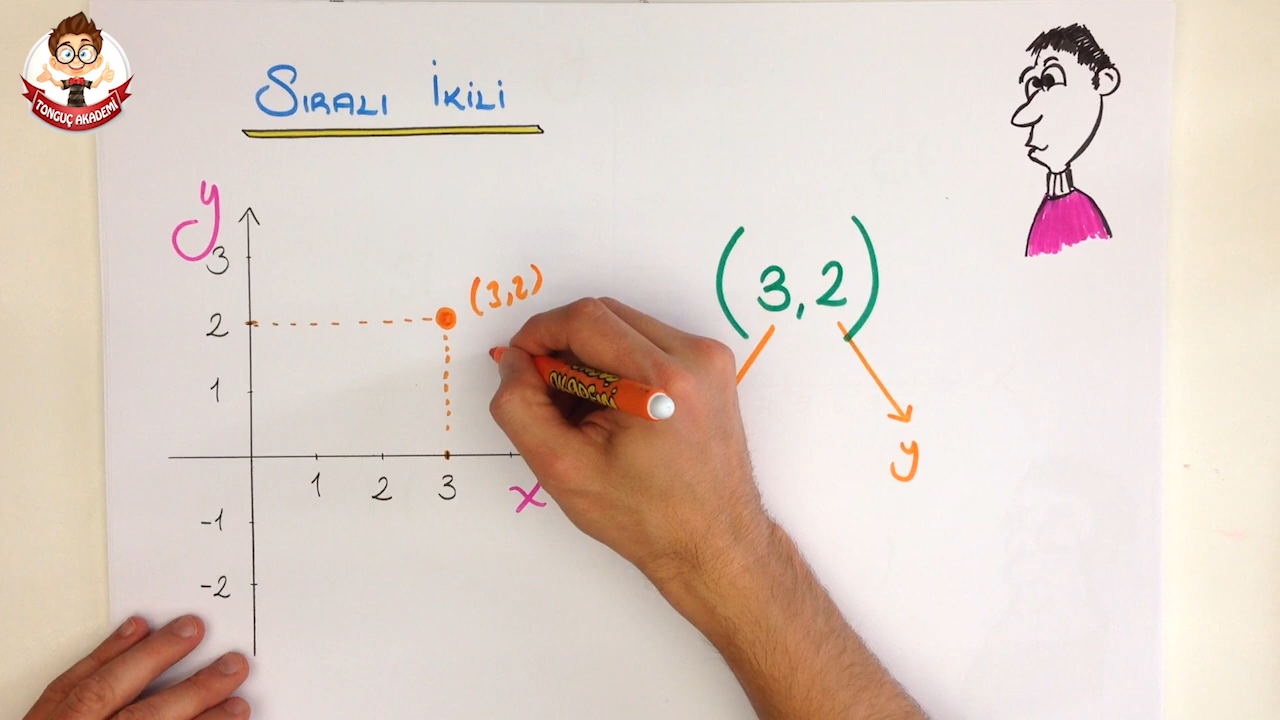 TONGUÇ AKADEMİ
SIRALI İKİLİ
y
3
2
1
-1
-2
1 2 3
x
(3,2)
(3,2)
y